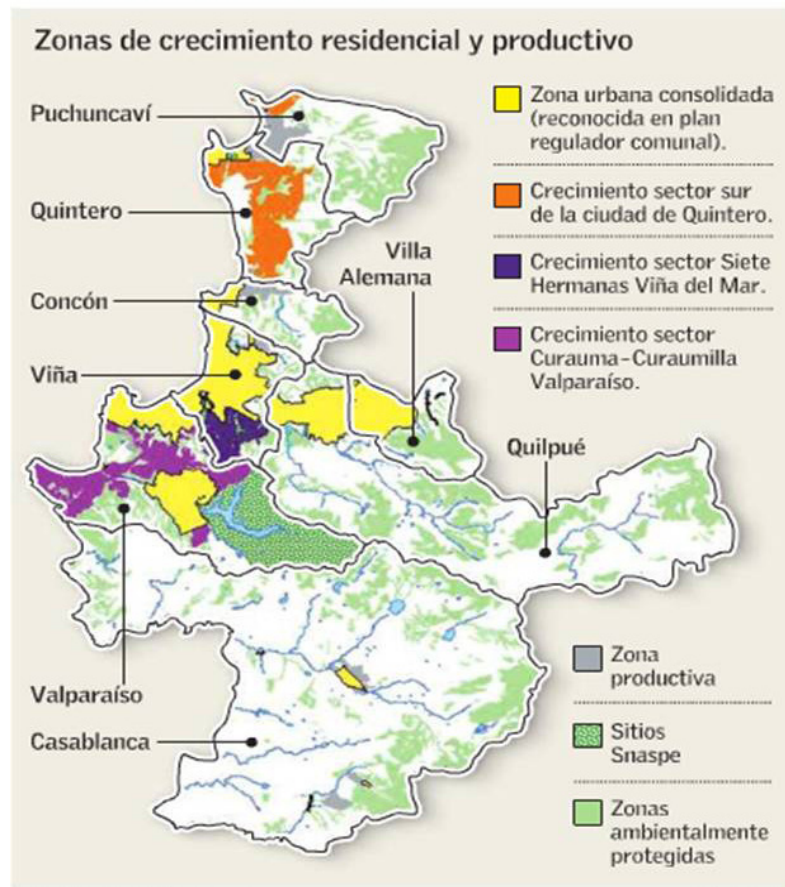 Zonas de crecimiento residencial y productivo
Puchuncaví
Quintero
Concón
Viña
Villa
Alemana
Quilpué
Valparaíso
Casablanca
Zona urbana consolidada
(reconocida en plan
regulador comunal).
Crecimiento sector sur
de la ciudad de Quintero.
Crecimiento sector Siete
Hermanas Viña del Mar.
Crecimiento sector
Curauma-Curaumilla
Valparaíso.
Zona
productiva
Sitios
Snaspe
Zonas
ambientalmente
protegidas